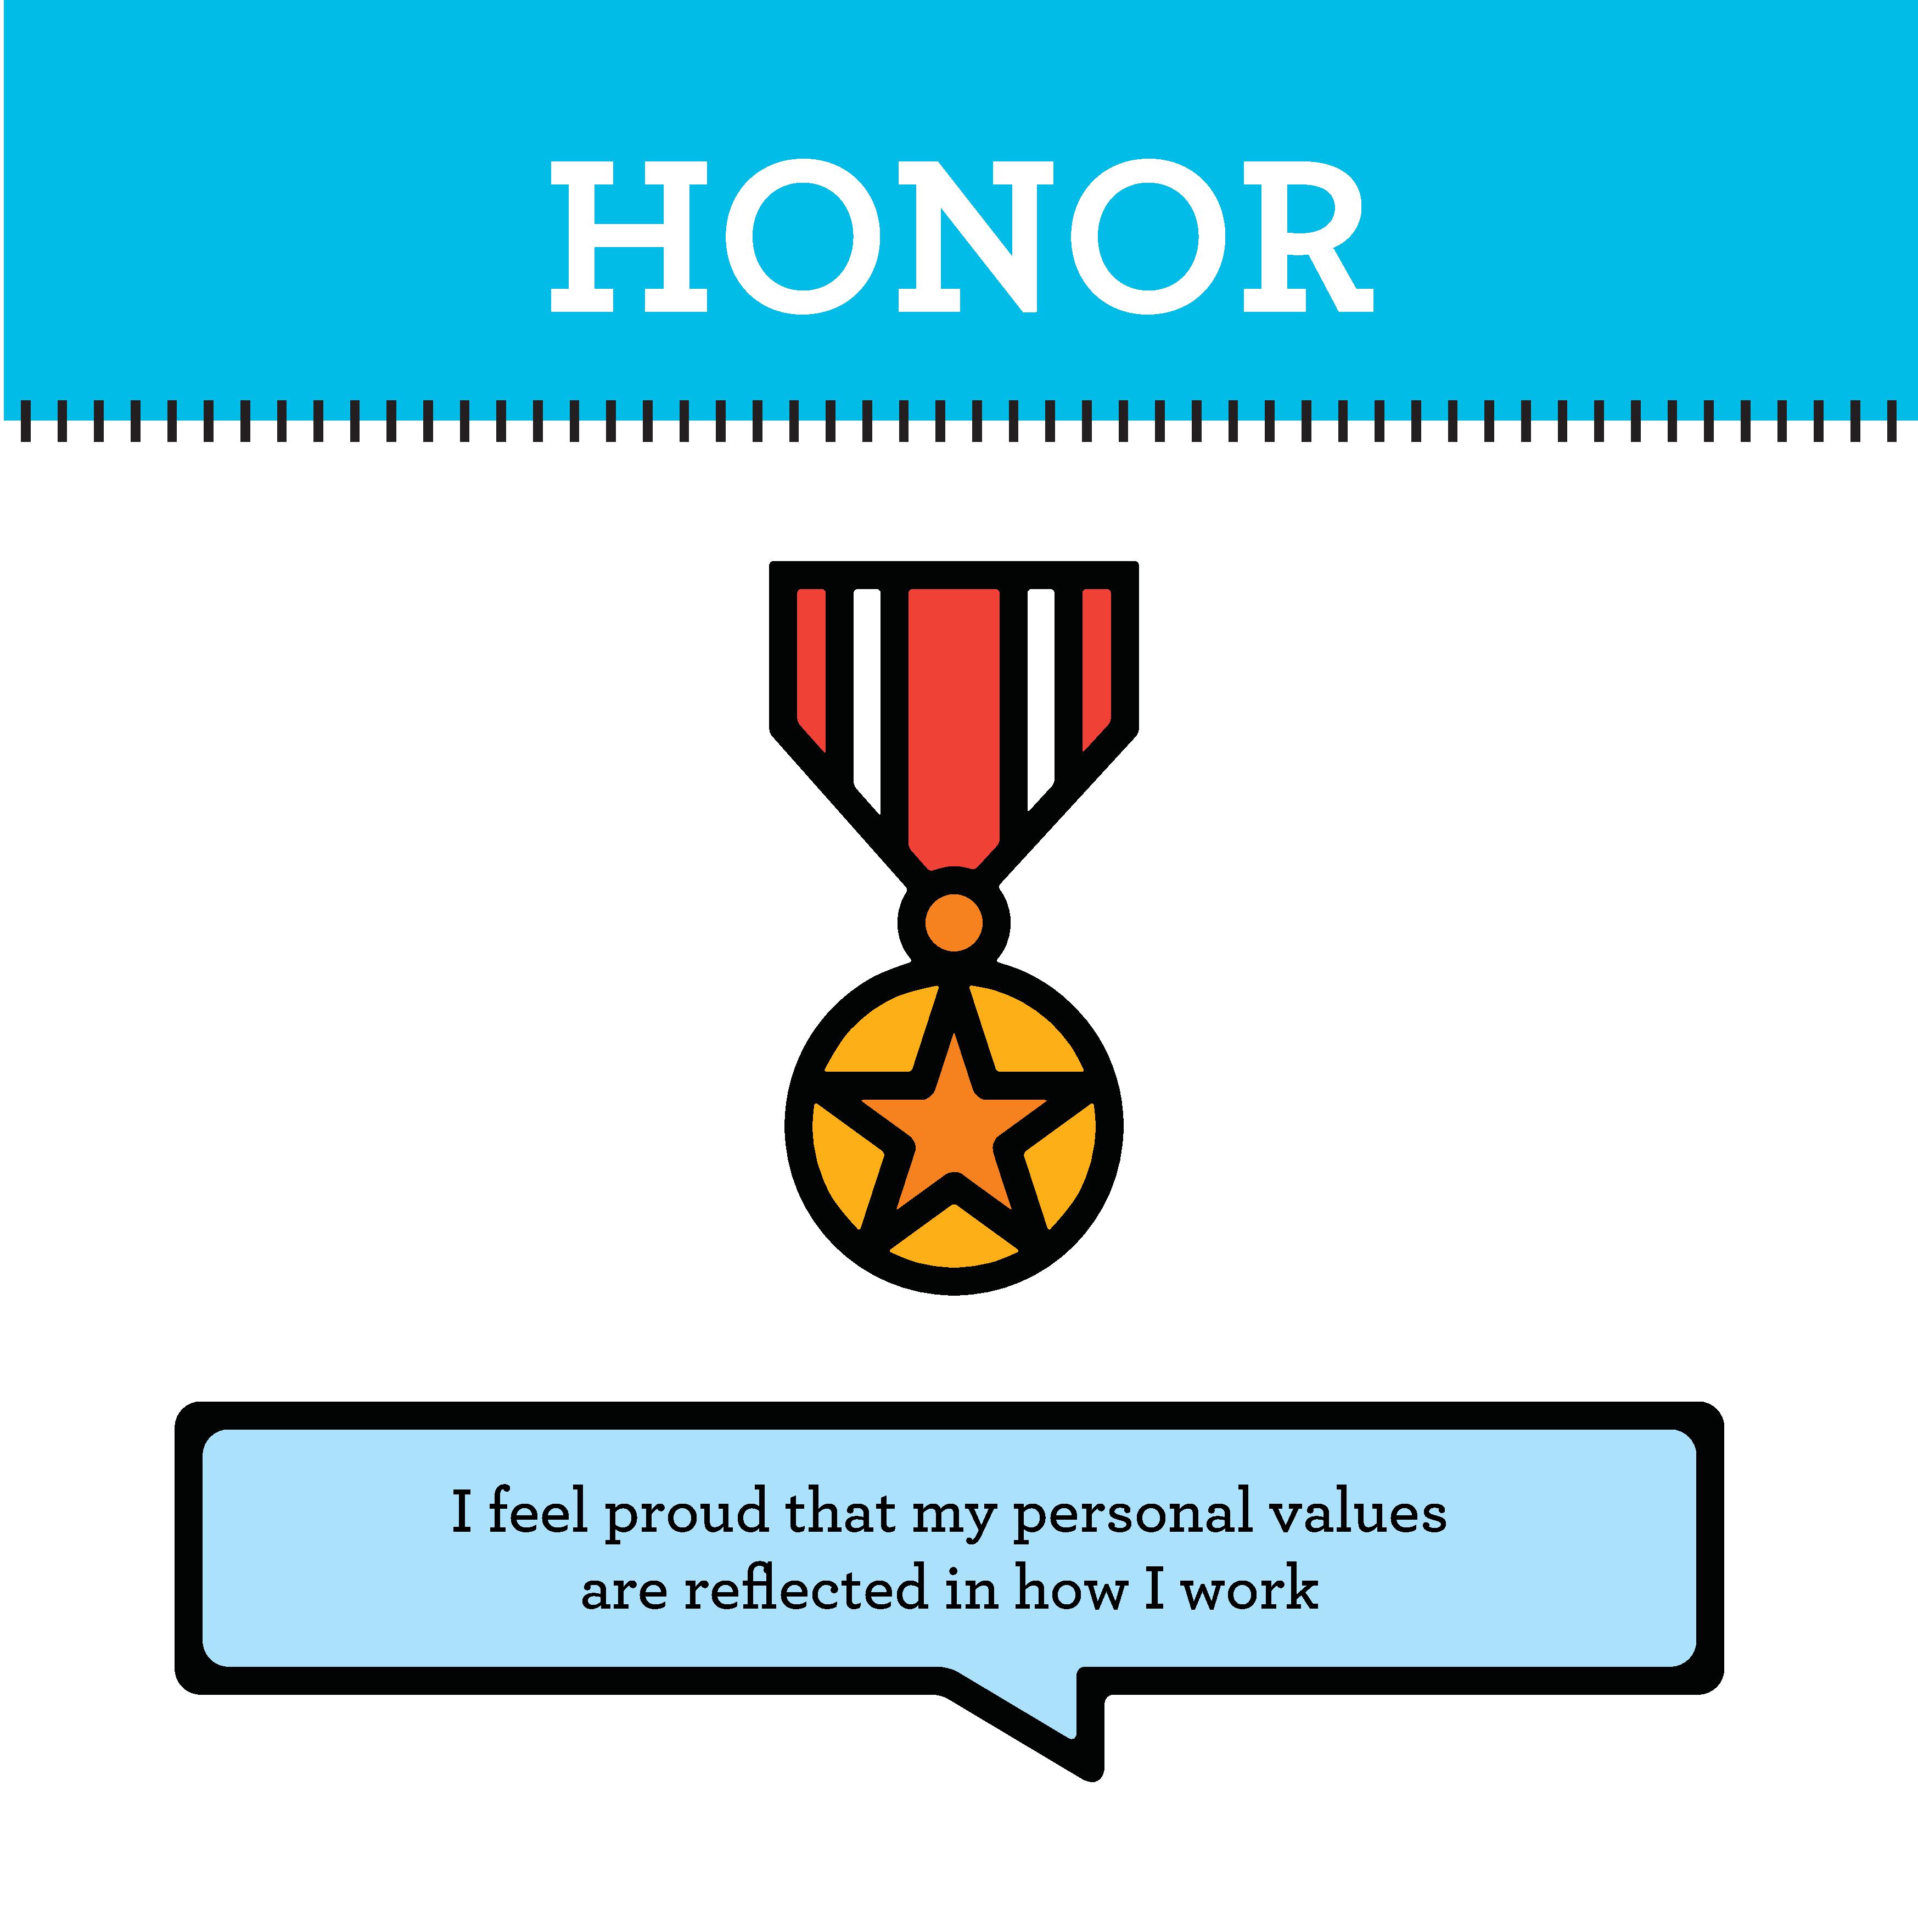 HONOR
I feel proud that my personal values
are reflected in how I work